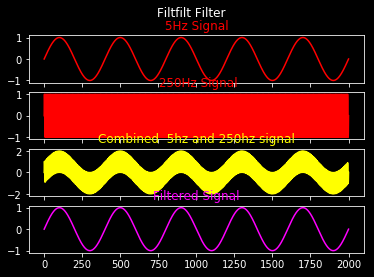 Filtfilt Filter
5Hz Signal
1
0
−1
250Hz Signal
1
0
−1
Combined 5hz and 250hz signal
2
0
−2
Filtered Signal
1
0
−1
0 250 500 750 1000 1250 1500 1750 2000